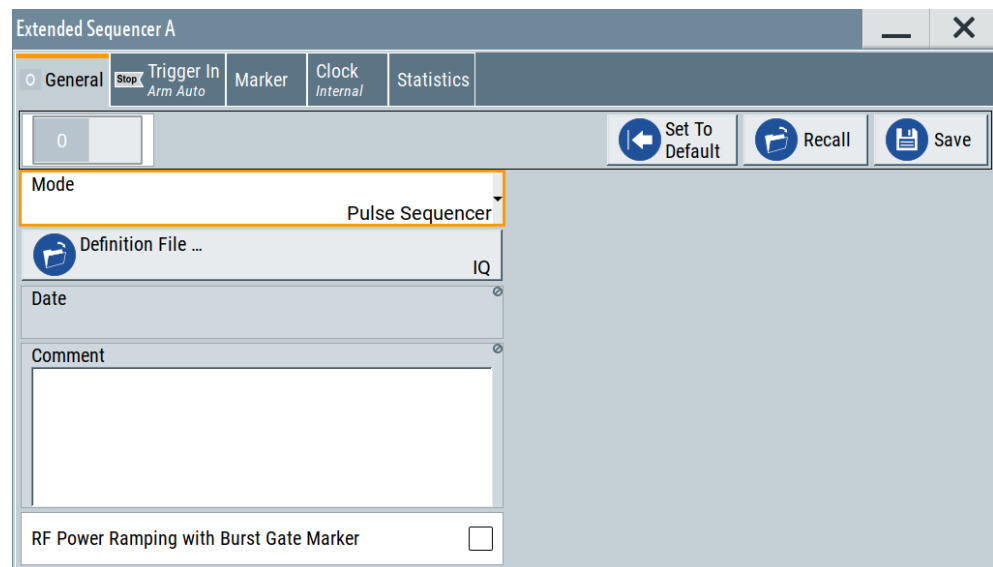 Extended Sequencer A
0 General
Stop Trigger In
Arm Auto
Marker
Clock
Internal
Statistics
0
Set To
Default
Recall
Save
Mode
Pulse Sequencer
Definition File ...
IQ
Date
Comment
RF Power Ramping with Burst Gate Marker